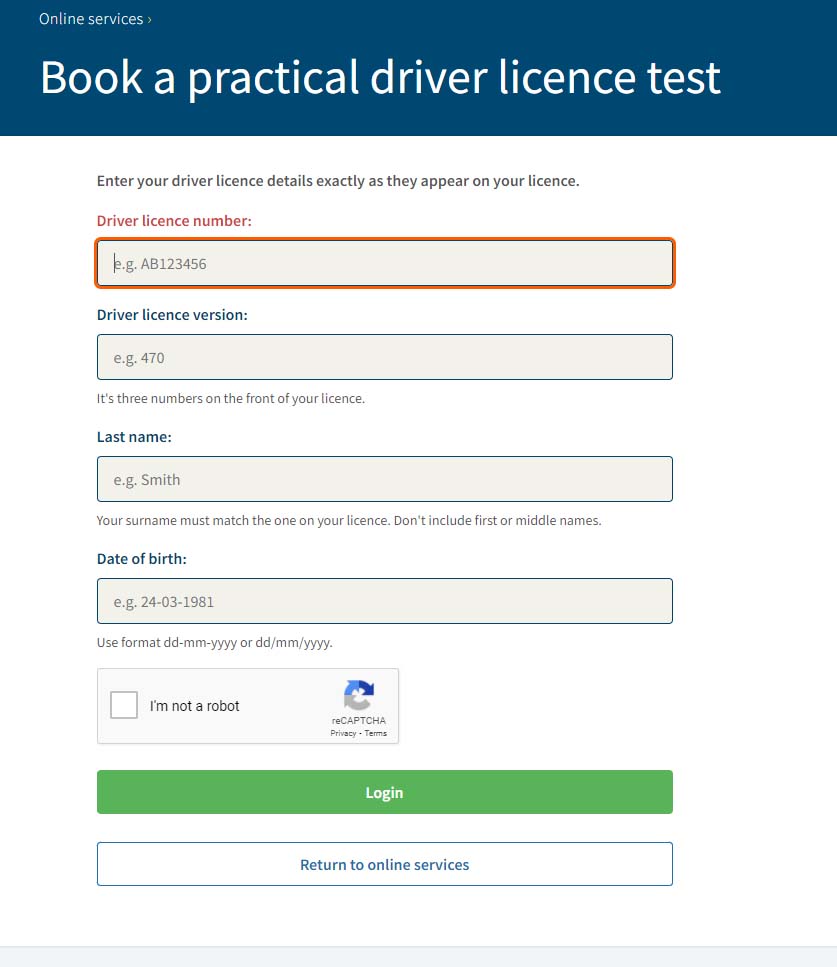 Online services ›
Book a practical driver licence test
Enter your driver licence details exactly as they appear on your licence.
Driver licence number:
e.g. AB123456
Driver licence version:
e.g. 470
It's three numbers on the front of your licence.
Last name:
e.g. Smith
Your surname must match the one on your licence. Don't include first or middle names.
Date of birth:
e.g. 24-03-1981
Use format dd-mm-yyyy or dd/mm/yyyy.
I'm not a robot
reCAPTCHA
Privacy - Terms
Login
Return to online services